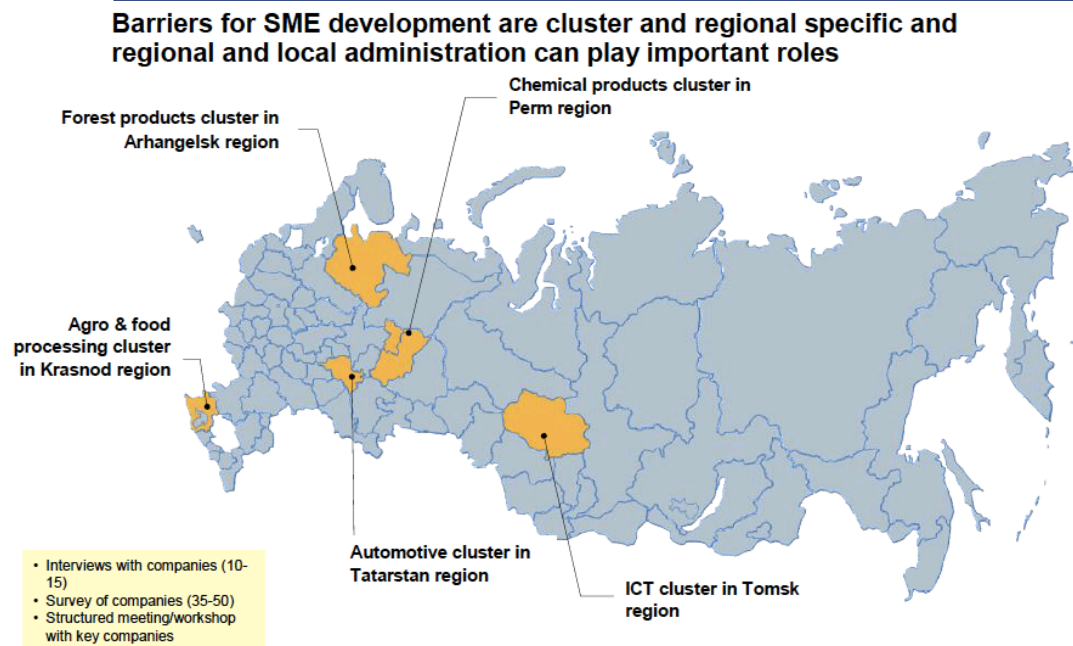 Barriers for SME development are cluster and regional specific and
regional and local administration can play important roles
Chemical products cluster in
Perm region
Forest products cluster in
Arhangelsk region
Agro & food
processing cluster
in Krasnod region
Automotive cluster in
Tatarstan region
ICT cluster in Tomsk
region
• Interviews with companies (10-
15)
• Survey of companies (35-50)
• Structured meeting/workshop
with key companies